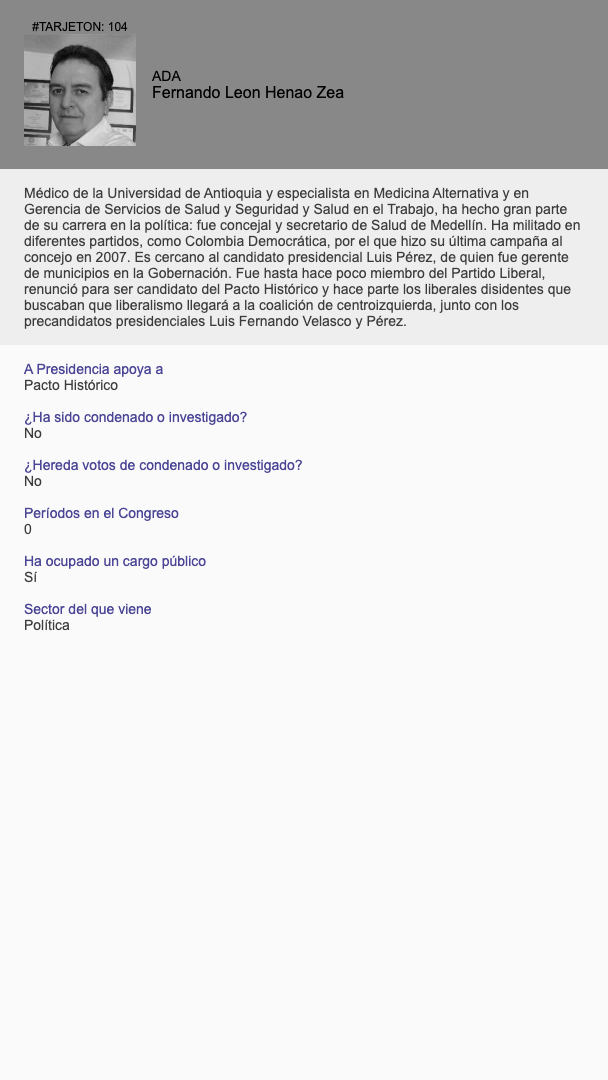 #TARJETON: 104
ADA
Fernando Leon Henao Zea
Médico de la Universidad de Antioquia y especialista en Medicina Alternativa y en
Gerencia de Servicios de Salud y Seguridad y Salud en el Trabajo, ha hecho gran parte
de su carrera en la política: fue concejal y secretario de Salud de Medellín. Ha militado en
diferentes partidos, como Colombia Democrática, por el que hizo su última campaña al
concejo en 2007. Es cercano al candidato presidencial Luis Pérez, de quien fue gerente
de municipios en la Gobernación. Fue hasta hace poco miembro del Partido Liberal,
renunció para ser candidato del Pacto Histórico y hace parte los liberales disidentes que
buscaban que liberalismo llegará a la coalición de centroizquierda, junto con los
precandidatos presidenciales Luis Fernando Velasco y Pérez.
A Presidencia apoya a
Pacto Histórico
¿Ha sido condenado o investigado?
No
¿Hereda votos de condenado o investigado?
No
Períodos en el Congreso
0
Ha ocupado un cargo público
Sí
Sector del que viene
Política